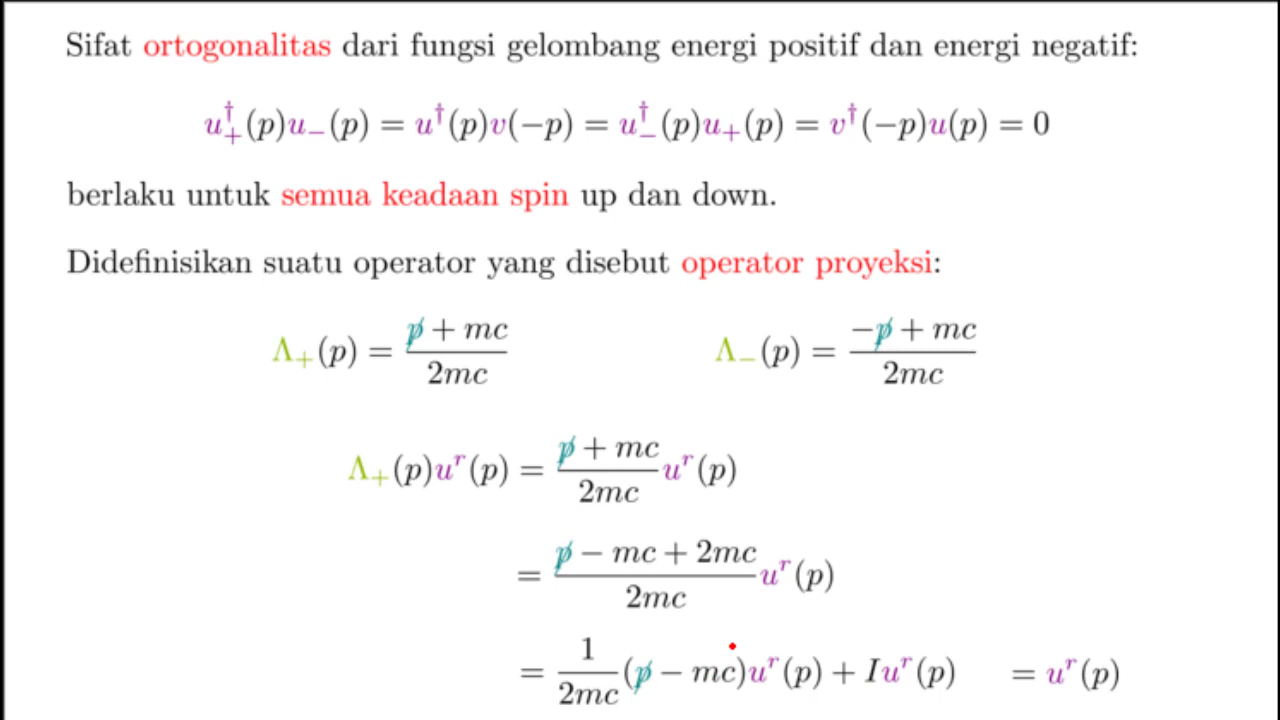 Sifat ortogonalitas dari fungsi gelombang energi positif dan energi negatif:
u₊†(p)u₋(p) = u†(p)v(−p) = u₋†(p)u₊(p) = v†(−p)u(p) = 0
berlaku untuk semua keadaan spin up dan down.
Didefinisikan suatu operator yang disebut operator proyeksi:
Λ₊(p) = (p̸ + mc)/(2mc)    Λ₋(p) = (−p̸ + mc)/(2mc)
Λ₊(p)uʳ(p) = (p̸ + mc)/(2mc) uʳ(p)
= (p̸ − mc + 2mc)/(2mc) uʳ(p)
= 1/(2mc) (p̸ − mc)uʳ(p) + Iuʳ(p)    = uʳ(p)